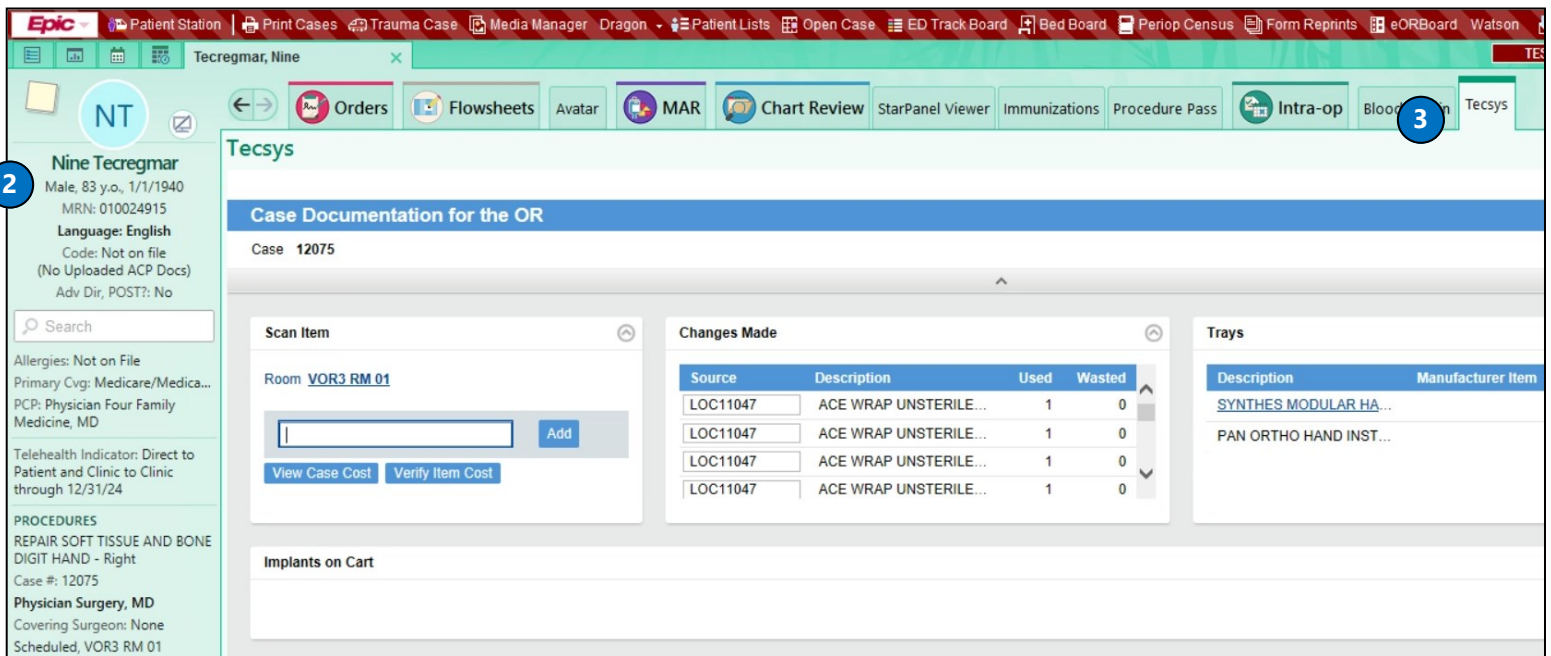 Epic Patient Station Print Cases Trauma Case Media Manager Dragon Patient Lists Open Case ED Track Board Bed Board Periop Census Form Reprints eORBoard Watson
Tecregmar, Nine
NT
Orders Flowsheets Avatar MAR Chart Review StarPanel Viewer Immunizations Procedure Pass Intra-op 3 Tecsys
2
Nine Tecregmar
Male, 83 y.o., 1/1/1940
MRN: 010024915
Language: English
Code: Not on file
(No Uploaded ACP Docs)
Adv Dir, POST?: No
Search
Allergies: Not on File
Primary Cvg: Medicare/Medica...
PCP: Physician Four Family
Medicine, MD
Telehealth Indicator: Direct to
Patient and Clinic to Clinic
through 12/31/24
PROCEDURES
REPAIR SOFT TISSUE AND BONE
DIGIT HAND - Right
Case #: 12075
Physician Surgery, MD
Covering Surgeon: None
Scheduled, VOR3 RM 01
Tecsys
Case Documentation for the OR
Case 12075
Scan Item
Room VOR3 RM 01
Add
View Case Cost Verify Item Cost
Changes Made
Source Description Used Wasted
LOC11047 ACE WRAP UNSTERILE... 1 0
LOC11047 ACE WRAP UNSTERILE... 1 0
LOC11047 ACE WRAP UNSTERILE... 1 0
LOC11047 ACE WRAP UNSTERILE... 1 0
Trays
Description Manufacturer Item
SYNTHES MODULAR HA...
PAN ORTHO HAND INST...
Implants on Cart